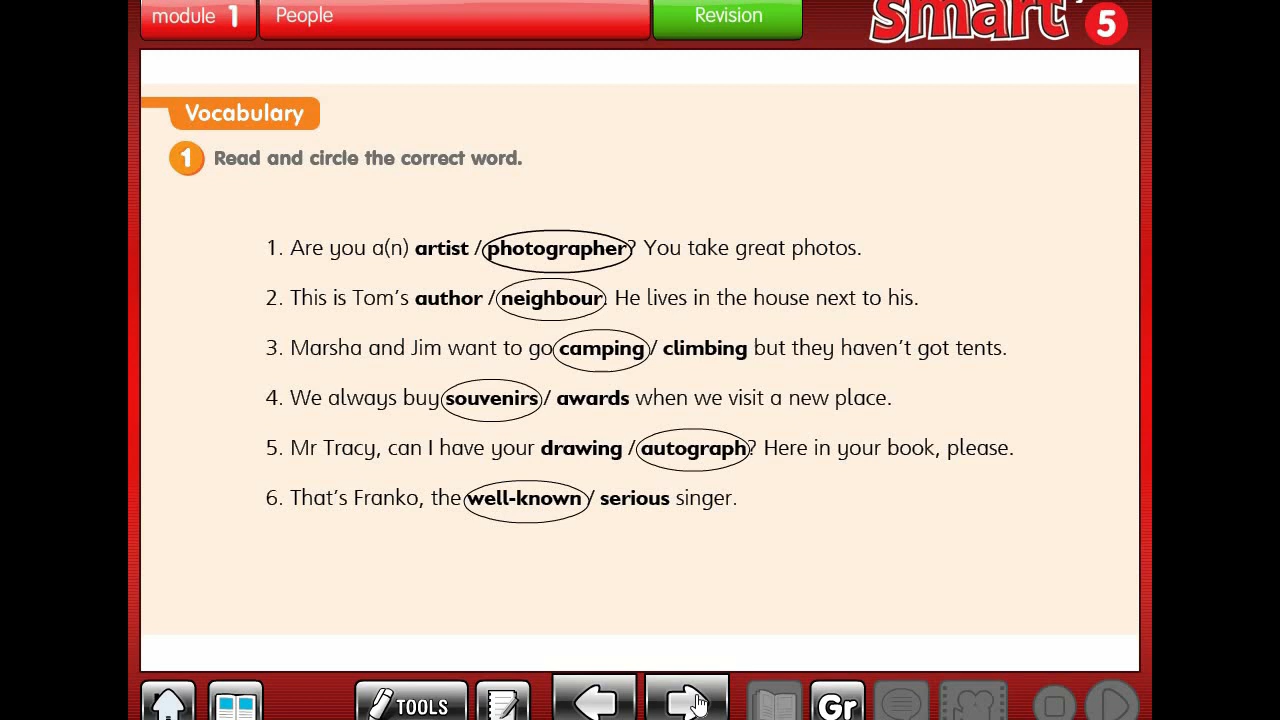 module 1 People Revision smart 5
Vocabulary
1 Read and circle the correct word.
1. Are you a(n) artist / photographer? You take great photos.
2. This is Tom's author / neighbour. He lives in the house next to his.
3. Marsha and Jim want to go camping / climbing but they haven't got tents.
4. We always buy souvenirs / awards when we visit a new place.
5. Mr Tracy, can I have your drawing / autograph? Here in your book, please.
6. That's Franko, the well-known / serious singer.
TOOLS Gr